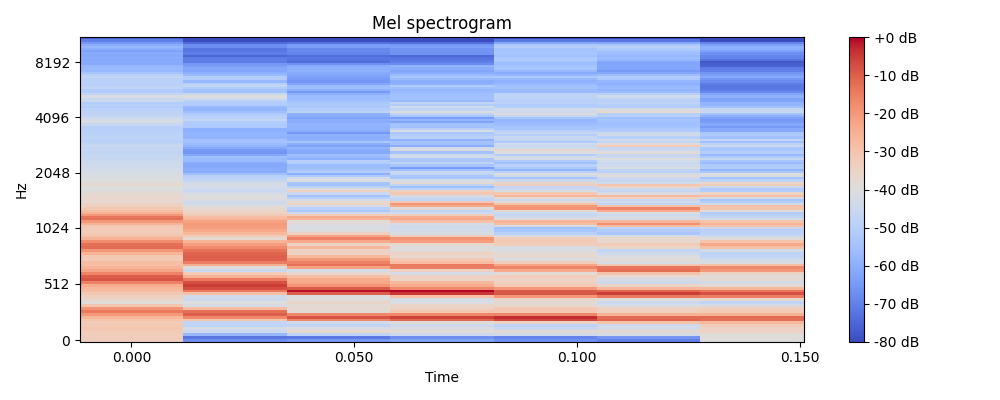 Mel spectrogram
Hz
8192
4096
2048
1024
512
0
0.000
0.050
0.100
0.150
Time
+0 dB
-10 dB
-20 dB
-30 dB
-40 dB
-50 dB
-60 dB
-70 dB
-80 dB